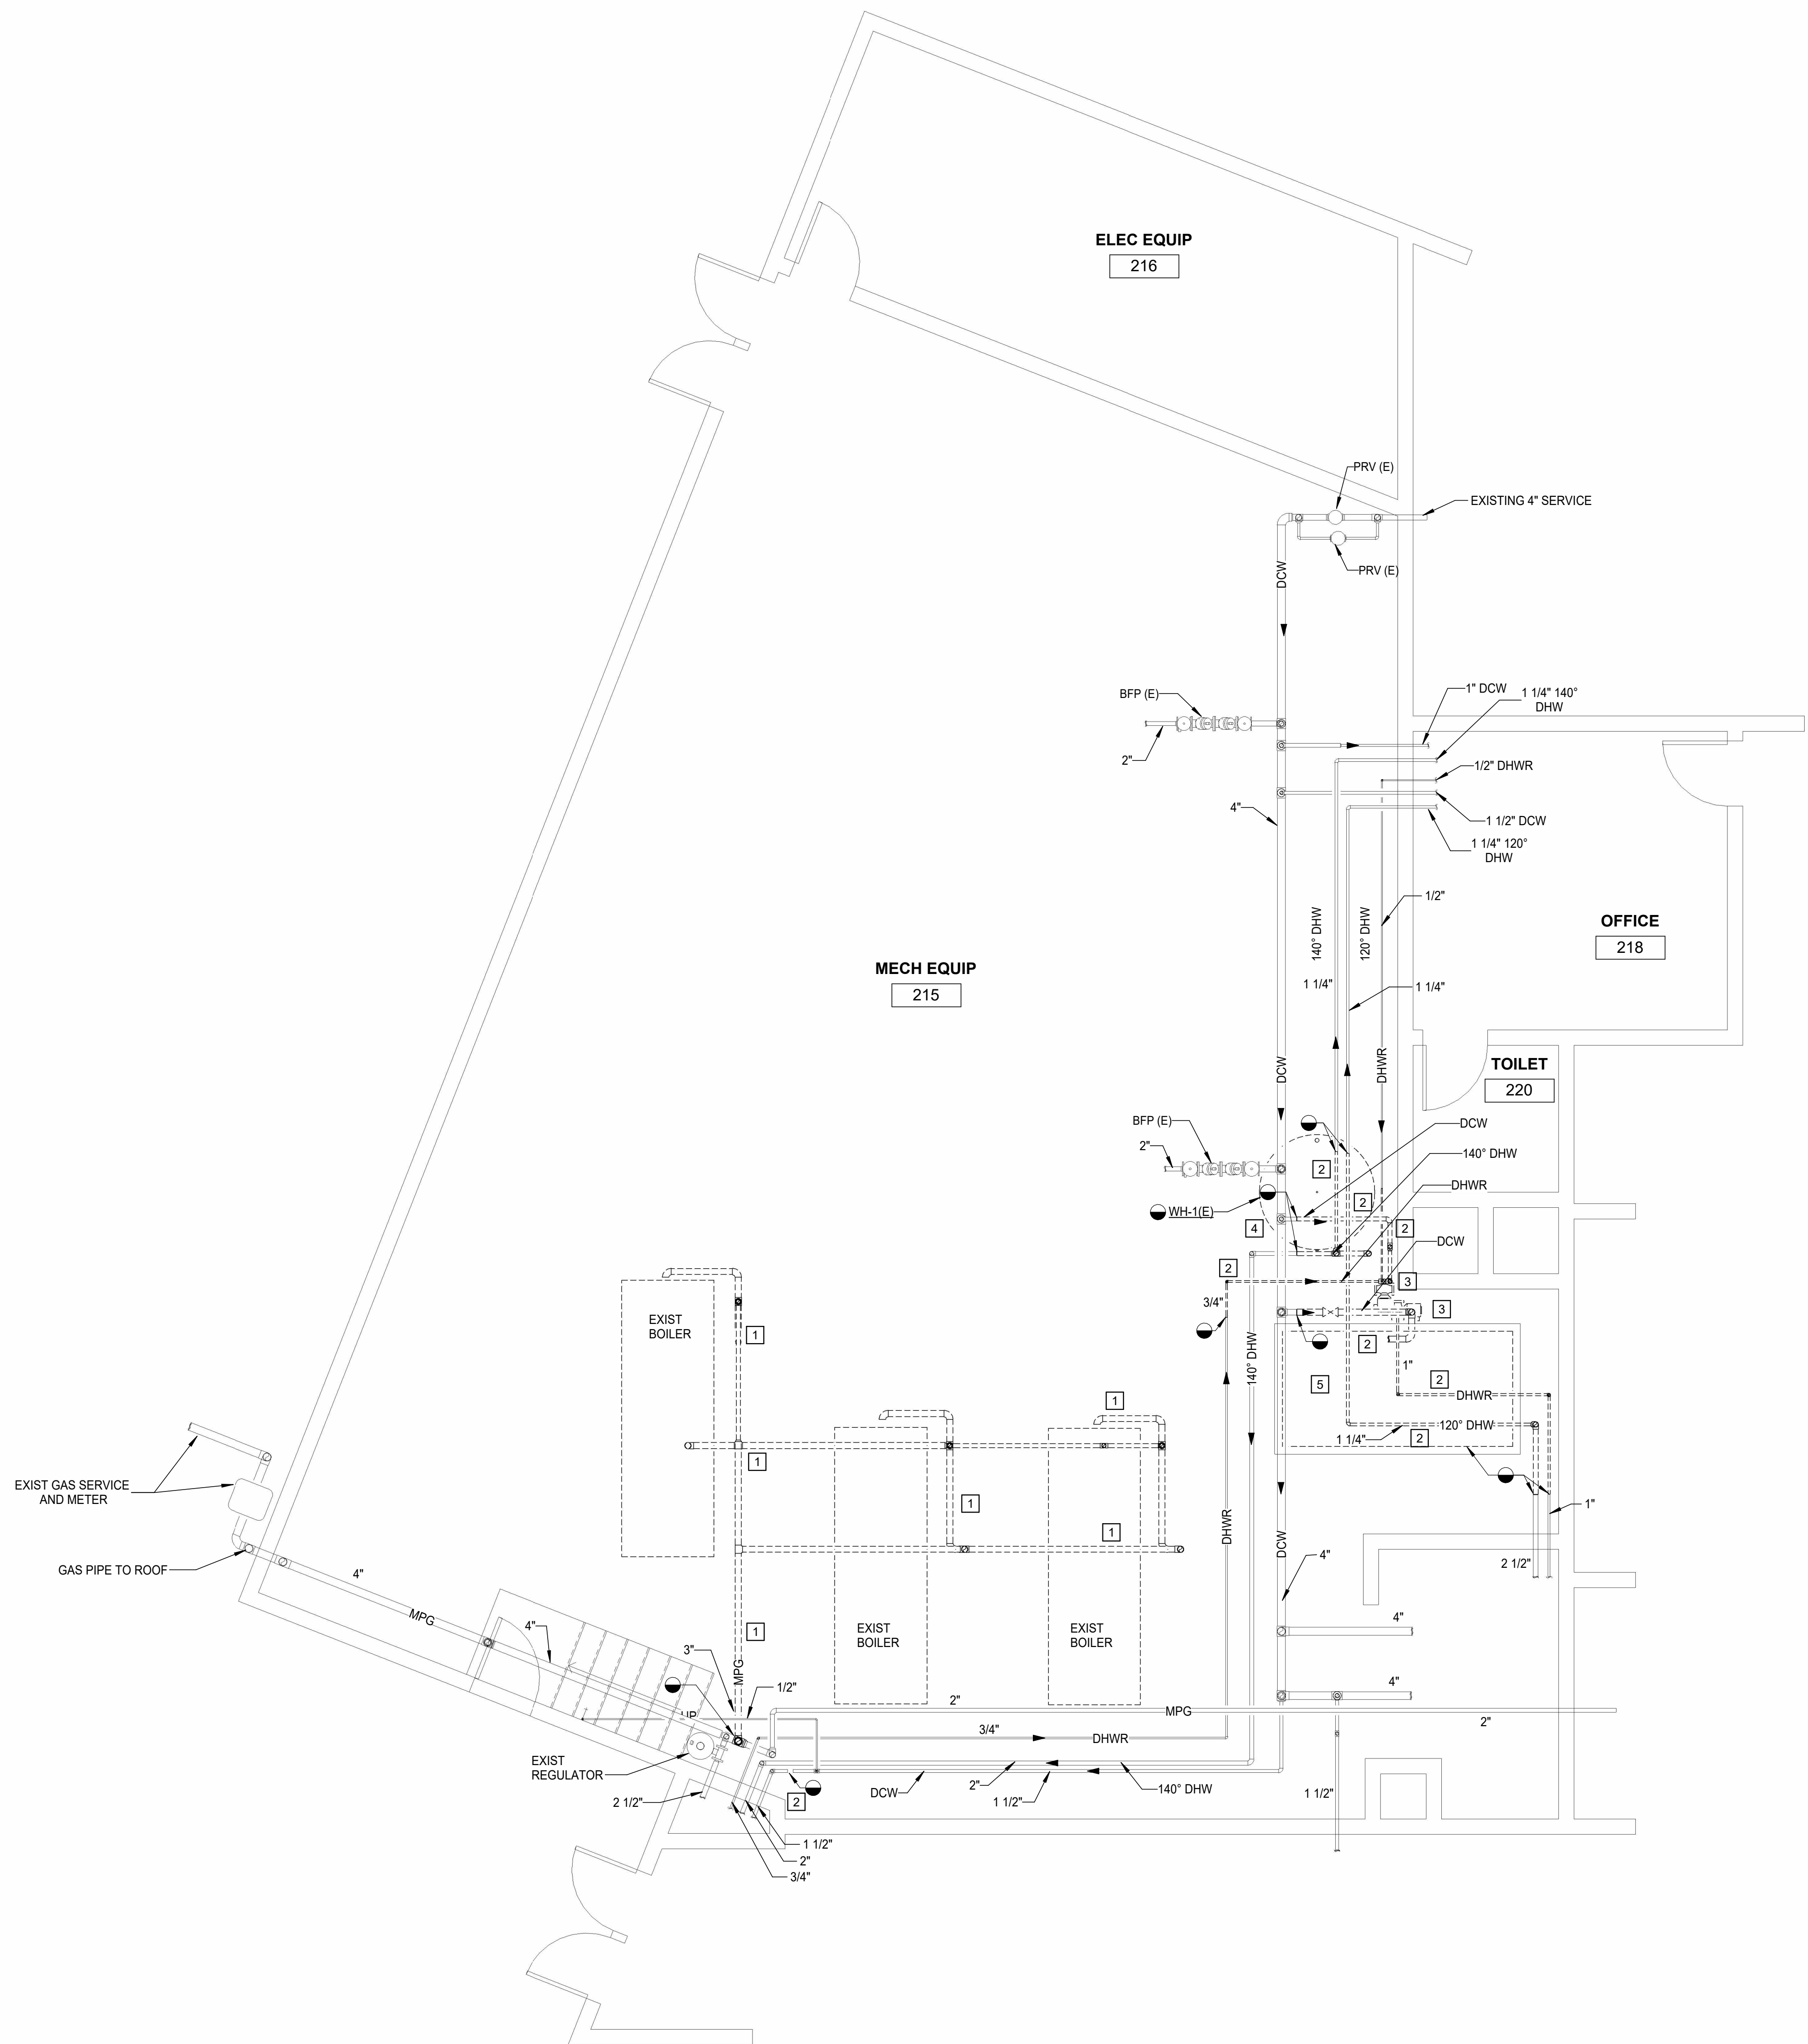 ELEC EQUIP
216
PRV (E)
EXISTING 4" SERVICE
PRV (E)
DCW
BFP (E)
1" DCW
1 1/4" 140°
DHW
2"
1/2" DHWR
4"
1 1/2" DCW
1 1/4" 120°
DHW
1/2"
140° DHW
120° DHW
OFFICE
218
MECH EQUIP
215
1 1/4"
1 1/4"
DCW
DHWR
TOILET
220
BFP (E)
DCW
2"
140° DHW
2
DHWR
2
WH-1(E)
4
2
DCW
2
3
3/4"
3
EXIST
BOILER
1
2
140° DHW
1"
5
2
DHWR
1
120° DHW
1 1/4"
2
1
EXIST GAS SERVICE
AND METER
1
1"
DHWR
1
DCW
4"
2 1/2"
GAS PIPE TO ROOF
4"
MPG
4"
1
4"
EXIST
BOILER
EXIST
BOILER
3"
MPG
1/2"
4"
2"
MPG
2"
3/4"
DHWR
EXIST
REGULATOR
2"
140° DHW
DCW
1 1/2"
1 1/2"
2 1/2"
2
1 1/2"
2"
3/4"